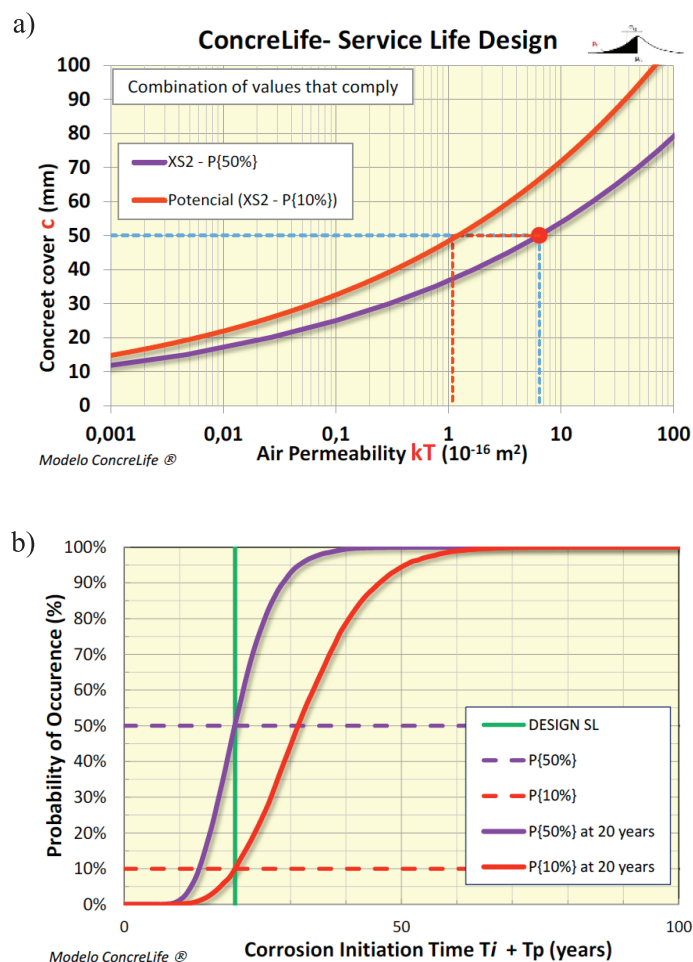 a)
ConcreLife- Service Life Design
Combination of values that comply
XS2 - P{50%}
Potencial (XS2 - P{10%})
Concreet cover C (mm)
100
90
80
70
60
50
40
30
20
10
0
0,001
0,01
0,1
1
10
100
Air Permeability kT (10⁻¹⁶ m²)
Modelo ConcreLife ®
b)
Probability of Occurence (%)
100%
90%
80%
70%
60%
50%
40%
30%
20%
10%
0%
DESIGN SL
P{50%}
P{10%}
P{50%} at 20 years
P{10%} at 20 years
0
50
100
Corrosion Initiation Time Ti + Tp (years)
Modelo ConcreLife ®